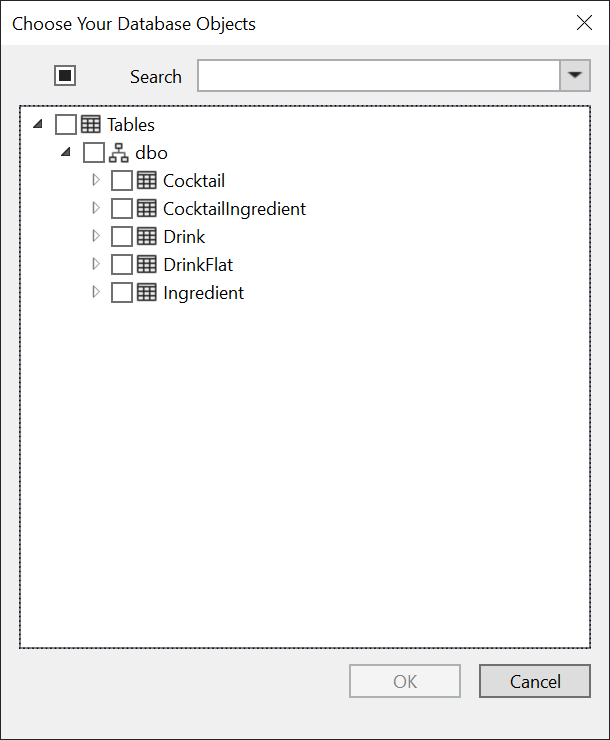 Choose Your Database Objects
Search
Tables
dbo
Cocktail
CocktailIngredient
Drink
DrinkFlat
Ingredient
OK Cancel